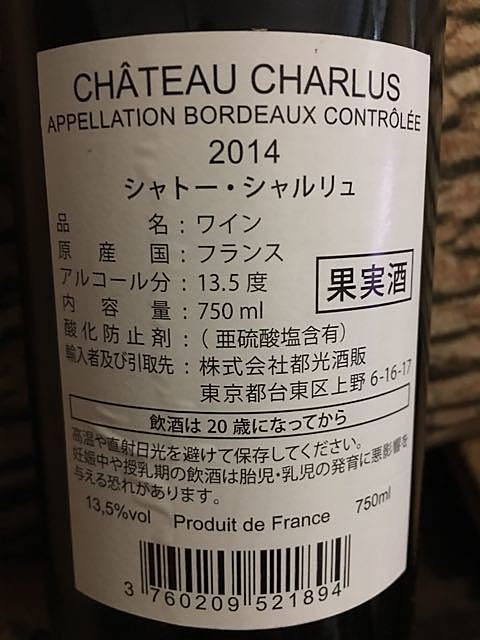 CHÂTEAU CHARLUS
APPELLATION BORDEAUX CONTRÔLÉE
2014
シャトー・シャルリュ
品名:ワイン
原産国:フランス
アルコール分:13.5度
内容量:750 ml
果実酒
酸化防止剤:(亜硫酸塩含有)
輸入者及び引取先:株式会社都光酒販
東京都台東区上野 6-16-17
飲酒は 20 歳になってから
高温や直射日光を避けて保存してください。
妊娠中や授乳期の飲酒は胎児・乳児の発育に悪影響を
与える恐れがあります。
13,5%vol Produit de France 750ml
3 760209 521894